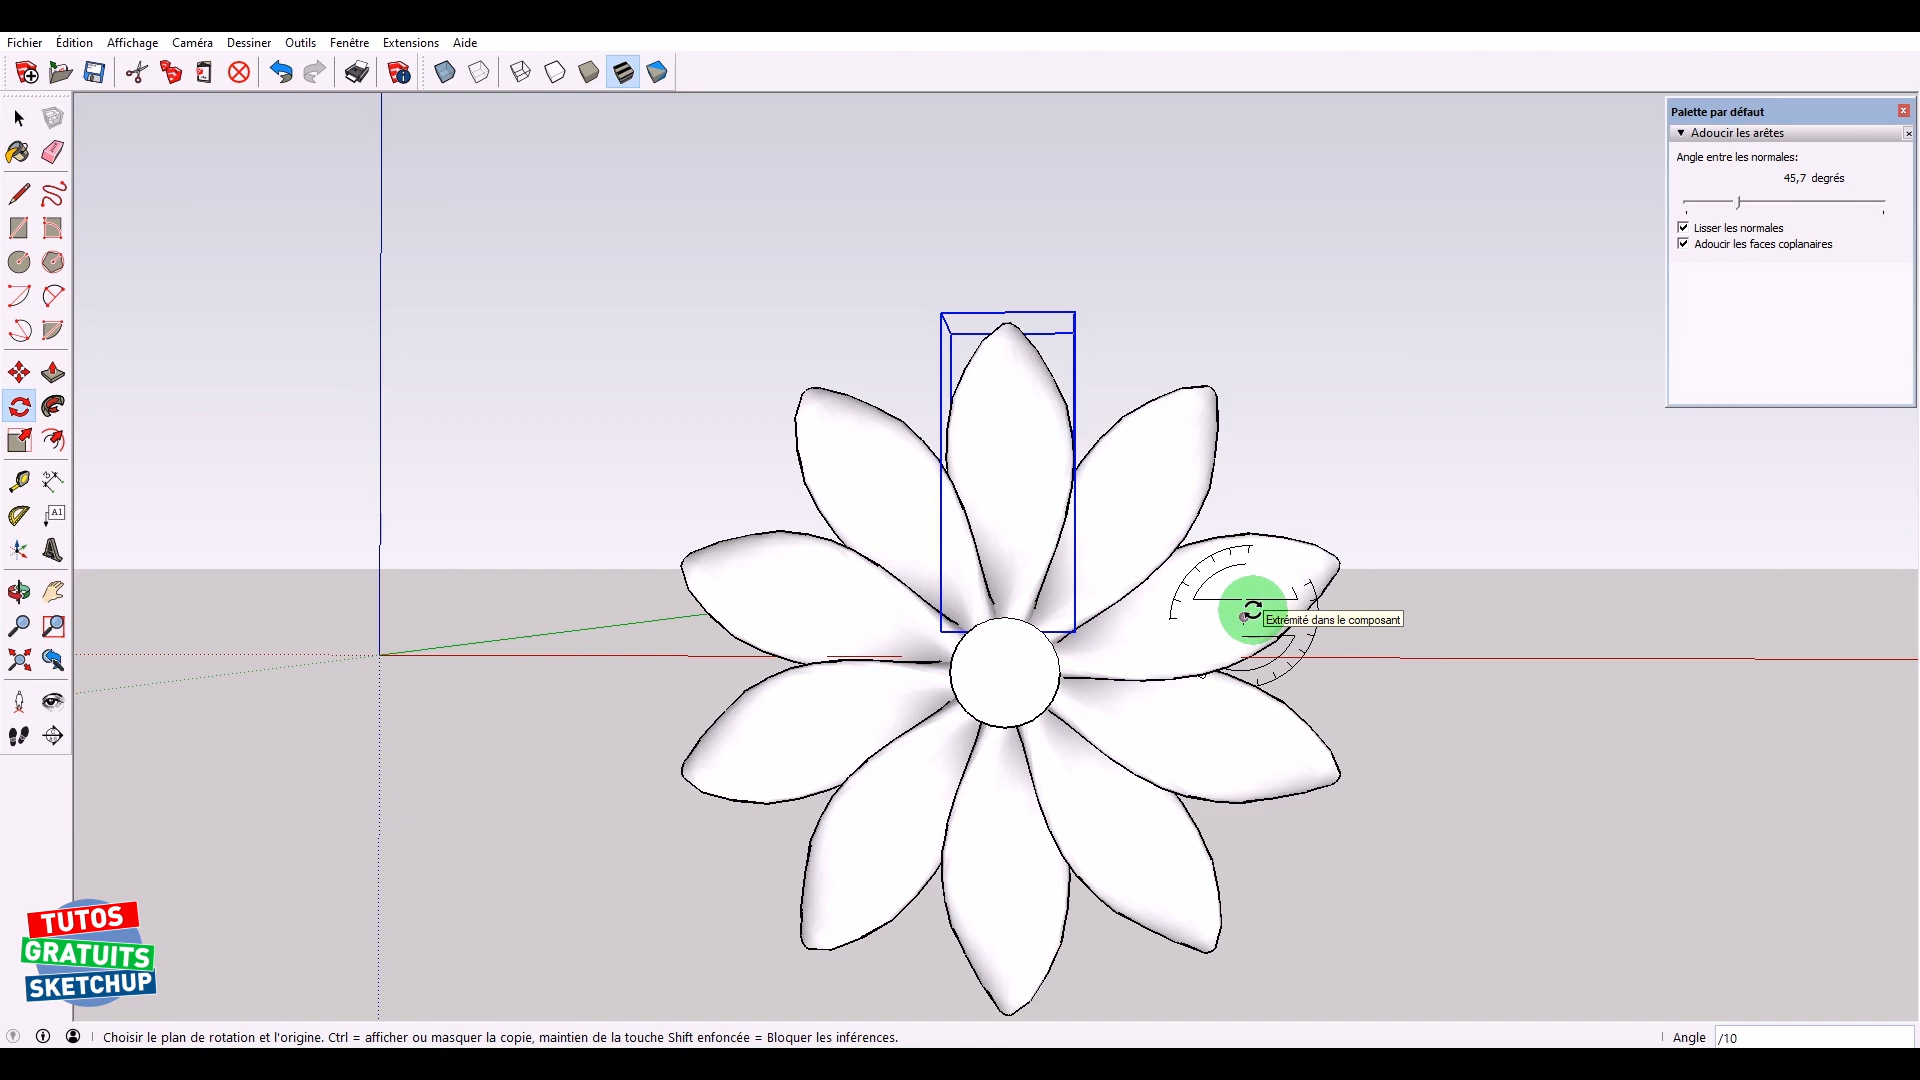 Fichier Édition Affichage Caméra Dessiner Outils Fenêtre Extensions Aide
Palette par défaut
Adoucir les arêtes
Angle entre les normales:
45,7 degrés
Lisser les normales
Adoucir les faces coplanaires
A1
Extrémité dans le composant
TUTOS
GRATUITS
SKETCHUP
Choisir le plan de rotation et l'origine. Ctrl = afficher ou masquer la copie, maintien de la touche Shift enfoncée = Bloquer les inférences.
Angle /10